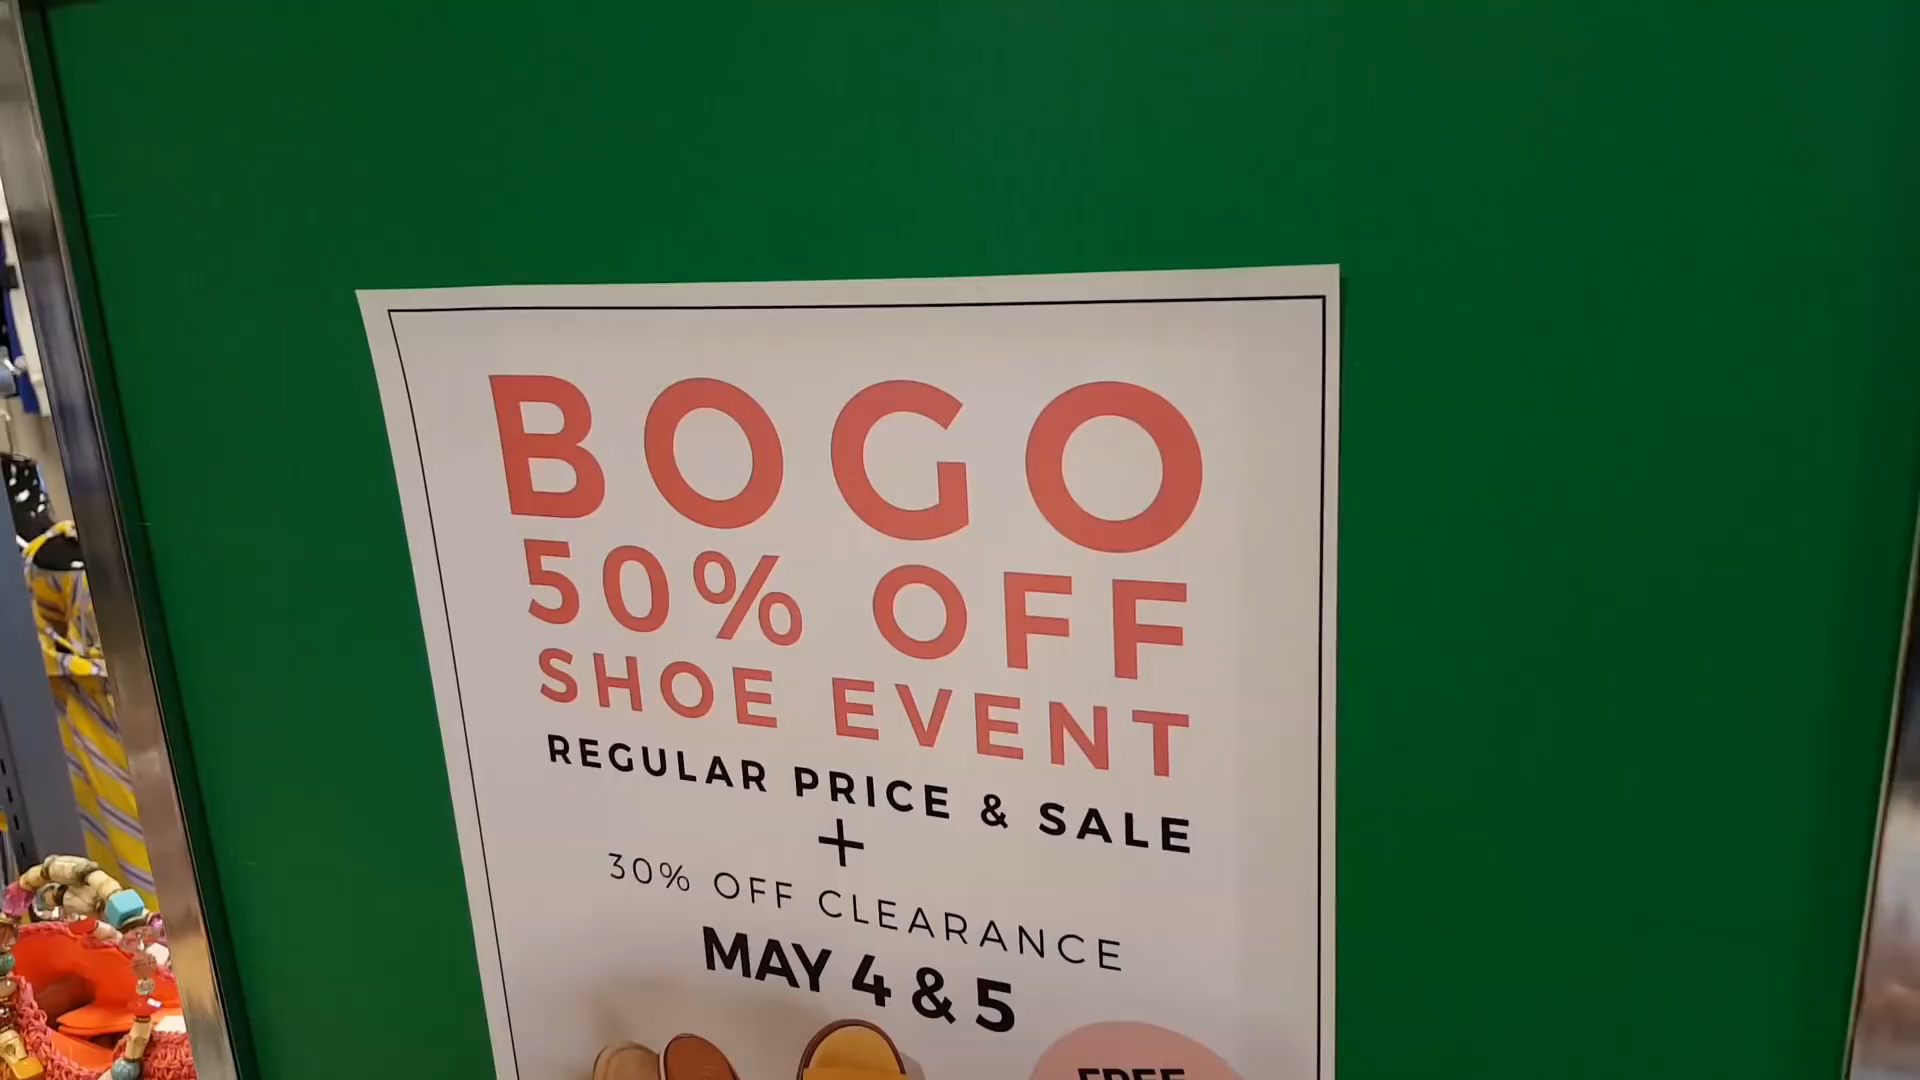 BOGO
50% OFF
SHOE EVENT
REGULAR PRICE & SALE
+
30% OFF CLEARANCE
MAY 4 & 5
FREE